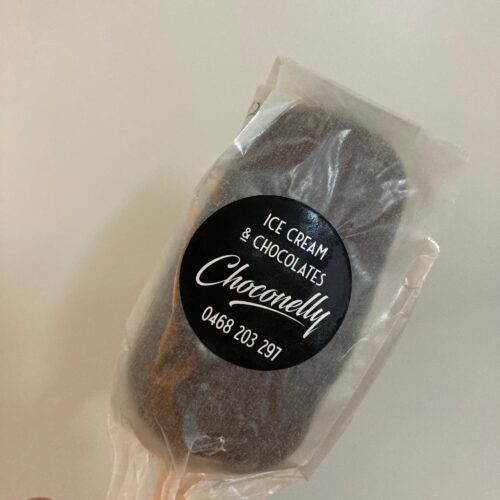 ICE CREAM
& CHOCOLATES
Choconelly
0468 203 297